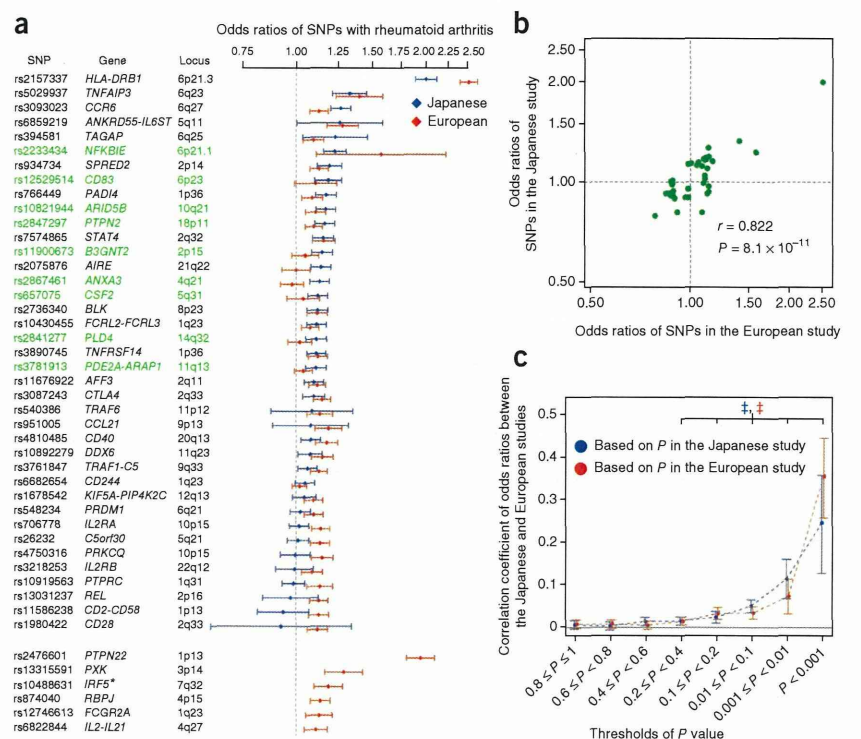 a
Odds ratios of SNPs with rheumatoid arthritis
0.75 1.00 1.25 1.50 1.75 2.00 2.25 2.50
SNP Gene Locus
rs2157337 HLA-DRB1 6p21.3
rs5029937 TNFAIP3 6q23
rs3093023 CCR6 6q27
rs6859219 ANKRD55-IL6ST 5q11
rs394581 TAGAP 6q25
rs2233434 NFKBIE 6p21.1
rs934734 SPRED2 2p14
rs12529514 CD83 6p23
rs766449 PADI4 1p36
rs10821944 ARID5B 10q21
rs2847297 PTPN2 18p11
rs7574865 STAT4 2q32
rs11900673 B3GNT2 2p15
rs2075876 AIRE 21q22
rs2867461 ANXA3 4q21
rs657075 CSF2 5q31
rs2736340 BLK 8p23
rs10430455 FCRL2-FCRL3 1q23
rs2841277 PLD4 14q32
rs3890745 TNFRSF14 1p36
rs3781913 PDE2A-ARAP1 11q13
rs11676922 AFF3 2q11
rs3087243 CTLA4 2q33
rs540386 TRAF6 11p12
rs951005 CCL21 9p13
rs4810485 CD40 20q13
rs10892279 DDX6 11q23
rs3761847 TRAF1-C5 9q33
rs6682654 CD244 1q23
rs1678542 KIF5A-PIP4K2C 12q13
rs548234 PRDM1 6q21
rs706778 IL2RA 10p15
rs26232 C5orf30 5q21
rs4750316 PRKCQ 10p15
rs3218253 IL2RB 22q12
rs10919563 PTPRC 1q31
rs13031237 REL 2p16
rs11586238 CD2-CD58 1p13
rs1980422 CD28 2q33
rs2476601 PTPN22 1p13
rs13315591 PXK 3p14
rs10488631 IRF5* 7q32
rs874040 RBPJ 4p15
rs12746613 FCGR2A 1q23
rs6822844 IL2-IL21 4q27
Japanese
European
b
Odds ratios of
SNPs in the Japanese study
2.50
2.00
1.50
1.00
0.50
r = 0.822
P = 8.1 × 10⁻¹¹
0.50 1.00 1.50 2.00 2.50
Odds ratios of SNPs in the European study
c
Correlation coefficient of odds ratios between
the Japanese and European studies
0.5
0.4
0.3
0.2
0.1
0
‡, ‡
Based on P in the Japanese study
Based on P in the European study
0.8 ≤ P ≤ 1
0.6 ≤ P < 0.8
0.4 ≤ P < 0.6
0.2 ≤ P < 0.4
0.1 ≤ P < 0.2
0.01 ≤ P < 0.1
0.001 ≤ P < 0.01
P < 0.001
Thresholds of P value